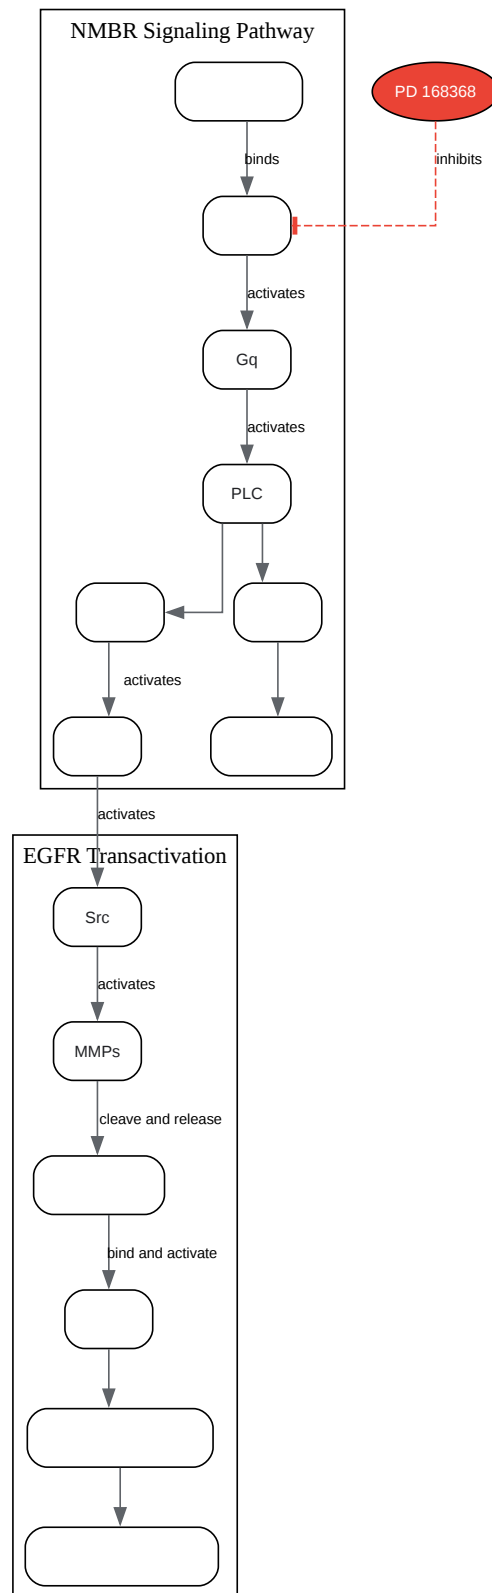 NMBR Signaling Pathway
PD 168368
binds
inhibits
activates
Gq
activates
PLC
activates
activates
EGFR Transactivation
Src
activates
MMPs
cleave and release
bind and activate